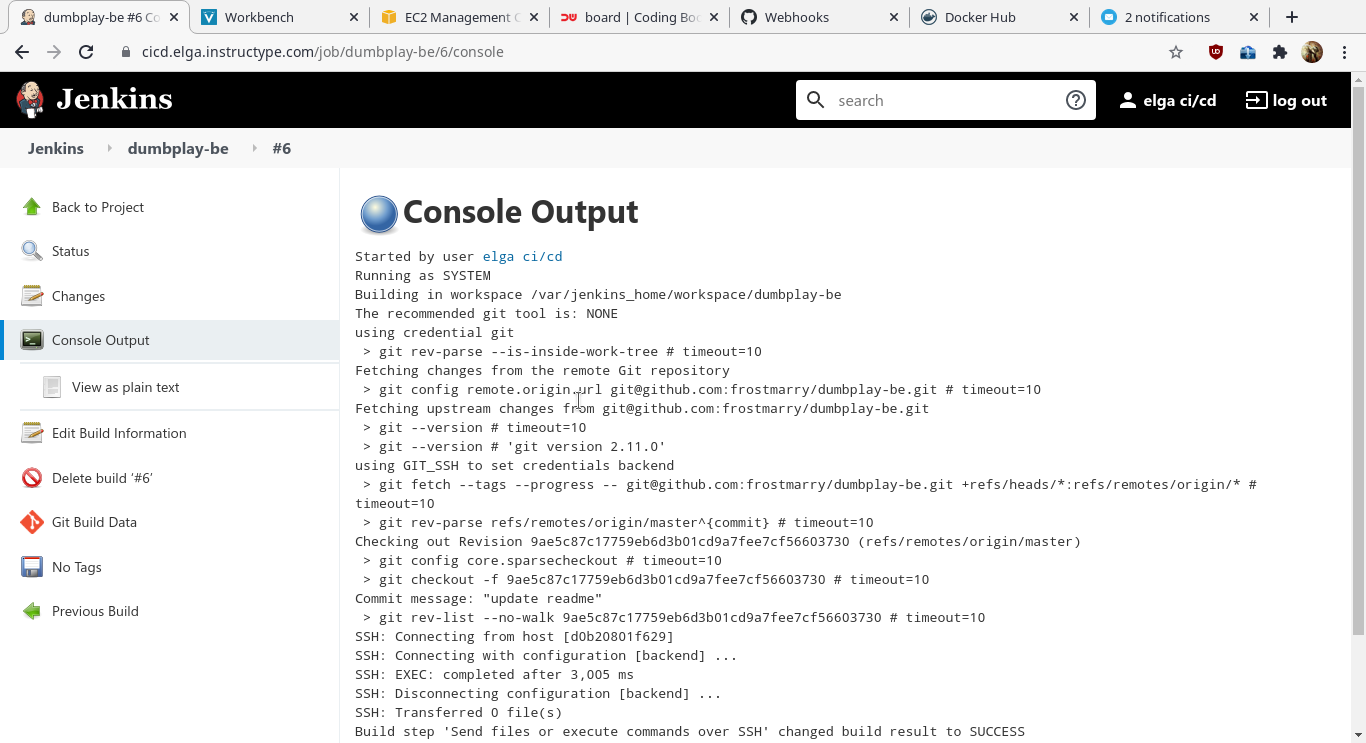 dumbplay-be #6 Co
Workbench
EC2 Management C
board | Coding Boo
Webhooks
Docker Hub
2 notifications
cicd.elga.instructype.com/job/dumbplay-be/6/console
Jenkins
search
elga ci/cd
log out
Jenkins
dumbplay-be
#6
Back to Project
Status
Changes
Console Output
View as plain text
Edit Build Information
Delete build ‘#6’
Git Build Data
No Tags
Previous Build
Console Output
Started by user elga ci/cd
Running as SYSTEM
Building in workspace /var/jenkins_home/workspace/dumbplay-be
The recommended git tool is: NONE
using credential git
> git rev-parse --is-inside-work-tree # timeout=10
Fetching changes from the remote Git repository
> git config remote.origin.url git@github.com:frostmarry/dumbplay-be.git # timeout=10
Fetching upstream changes from git@github.com:frostmarry/dumbplay-be.git
> git --version # timeout=10
> git --version # 'git version 2.11.0'
using GIT_SSH to set credentials backend
> git fetch --tags --progress -- git@github.com:frostmarry/dumbplay-be.git +refs/heads/*:refs/remotes/origin/* #
timeout=10
> git rev-parse refs/remotes/origin/master^{commit} # timeout=10
Checking out Revision 9ae5c87c17759eb6d3b01cd9a7fee7cf56603730 (refs/remotes/origin/master)
> git config core.sparsecheckout # timeout=10
> git checkout -f 9ae5c87c17759eb6d3b01cd9a7fee7cf56603730 # timeout=10
Commit message: "update readme"
> git rev-list --no-walk 9ae5c87c17759eb6d3b01cd9a7fee7cf56603730 # timeout=10
SSH: Connecting from host [d0b20801f629]
SSH: Connecting with configuration [backend] ...
SSH: EXEC: completed after 3,005 ms
SSH: Disconnecting configuration [backend] ...
SSH: Transferred 0 file(s)
Build step 'Send files or execute commands over SSH' changed build result to SUCCESS